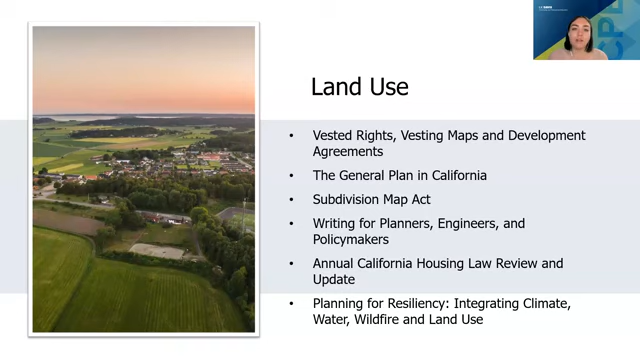 Land Use
• Vested Rights, Vesting Maps and Development
Agreements
• The General Plan in California
• Subdivision Map Act
• Writing for Planners, Engineers, and
Policymakers
• Annual California Housing Law Review and
Update
• Planning for Resiliency: Integrating Climate,
Water, Wildfire and Land Use